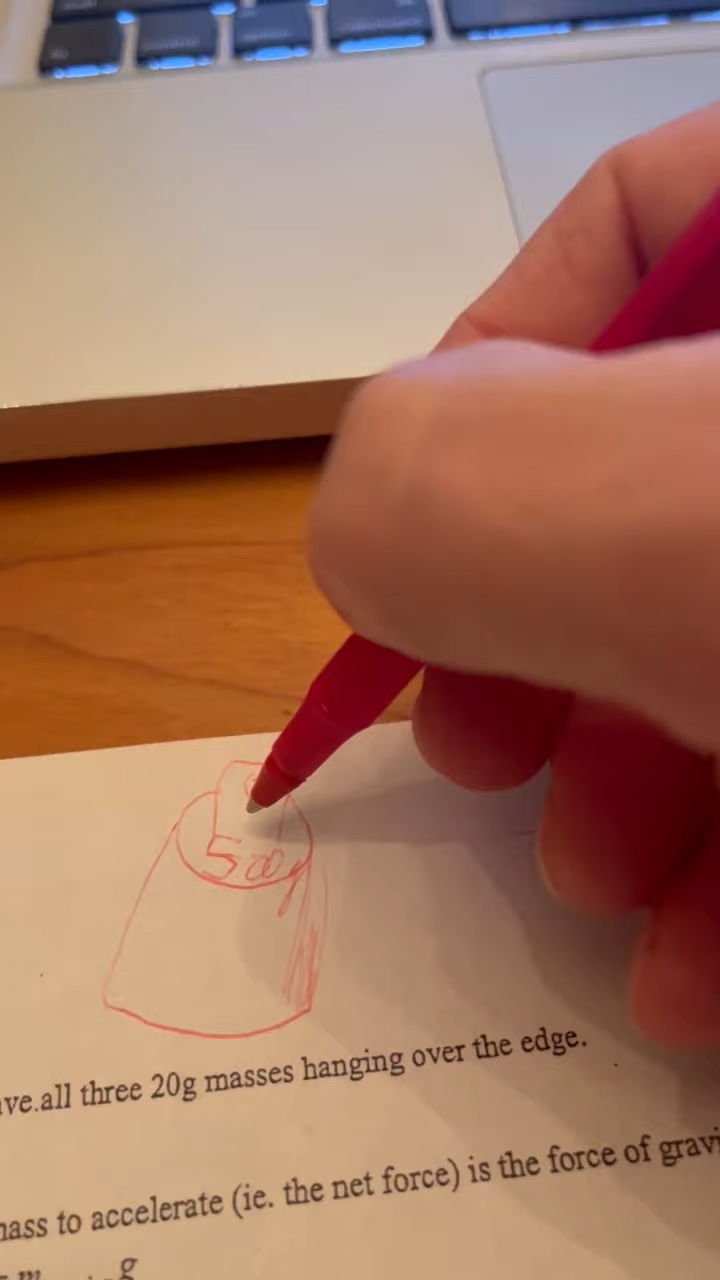 500g
ve.all three 20g masses hanging over the edge.
mass to accelerate (ie. the net force) is the force of gravi
m g